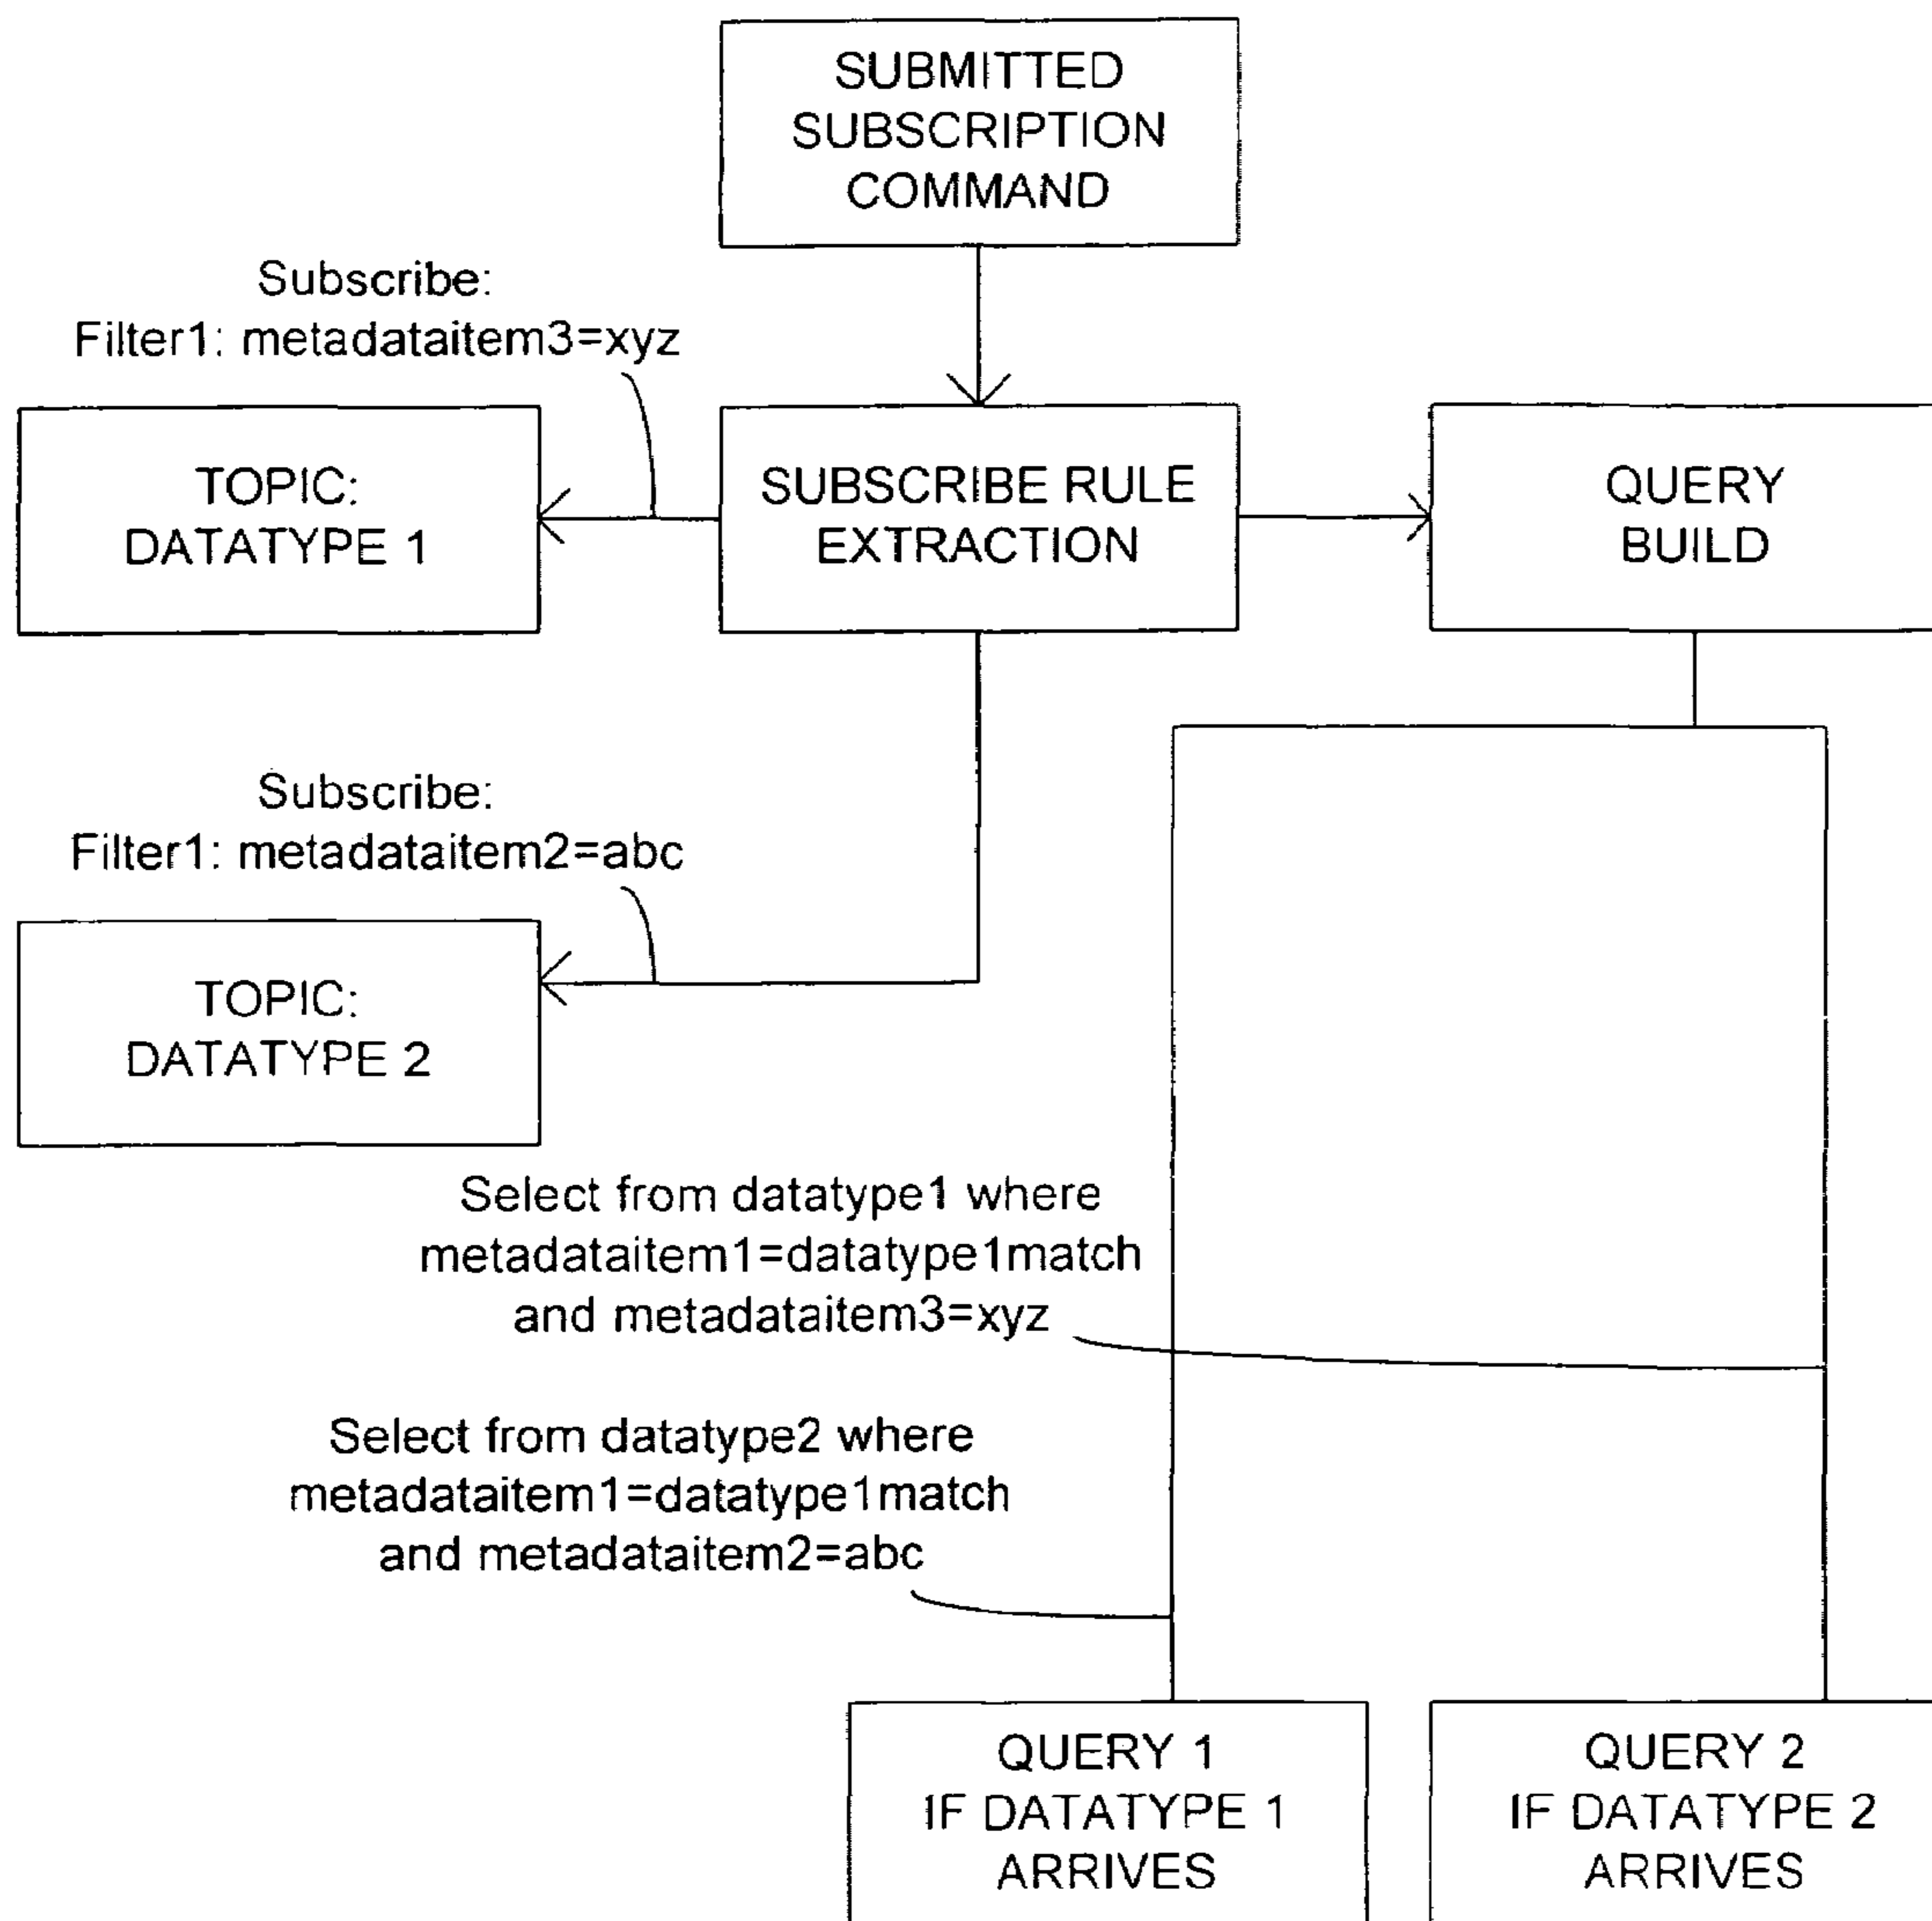 SUBMITTED
SUBSCRIPTION
COMMAND
Subscribe:
Filter1: metadataitem3=xyz
TOPIC:
DATATYPE 1
SUBSCRIBE RULE
EXTRACTION
QUERY
BUILD
Subscribe:
Filter1: metadataitem2=abc
TOPIC:
DATATYPE 2
Select from datatype1 where
metadataitem1=datatype1match
and metadataitem3=xyz
Select from datatype2 where
metadataitem1=datatype1match
and metadataitem2=abc
QUERY 1
IF DATATYPE 1
ARRIVES
QUERY 2
IF DATATYPE 2
ARRIVES